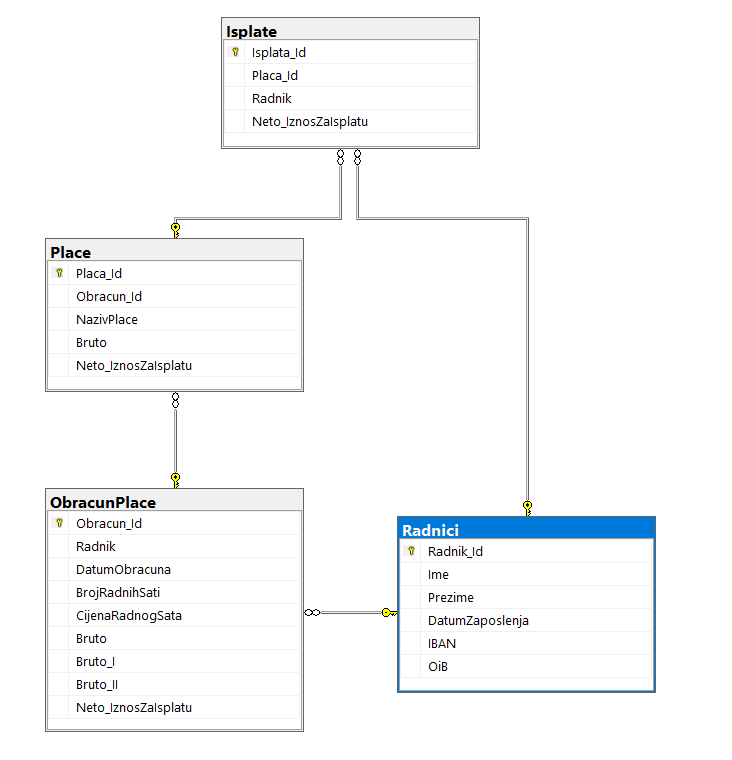 Isplate
Isplata_Id
Placa_Id
Radnik
Neto_IznosZaIsplatu
Place
Placa_Id
Obracun_Id
NazivPlace
Bruto
Neto_IznosZaIsplatu
ObracunPlace
Obracun_Id
Radnik
DatumObracuna
BrojRadnihSati
CijenaRadnogSata
Bruto
Bruto_I
Bruto_II
Neto_IznosZaIsplatu
Radnici
Radnik_Id
Ime
Prezime
DatumZaposlenja
IBAN
OiB